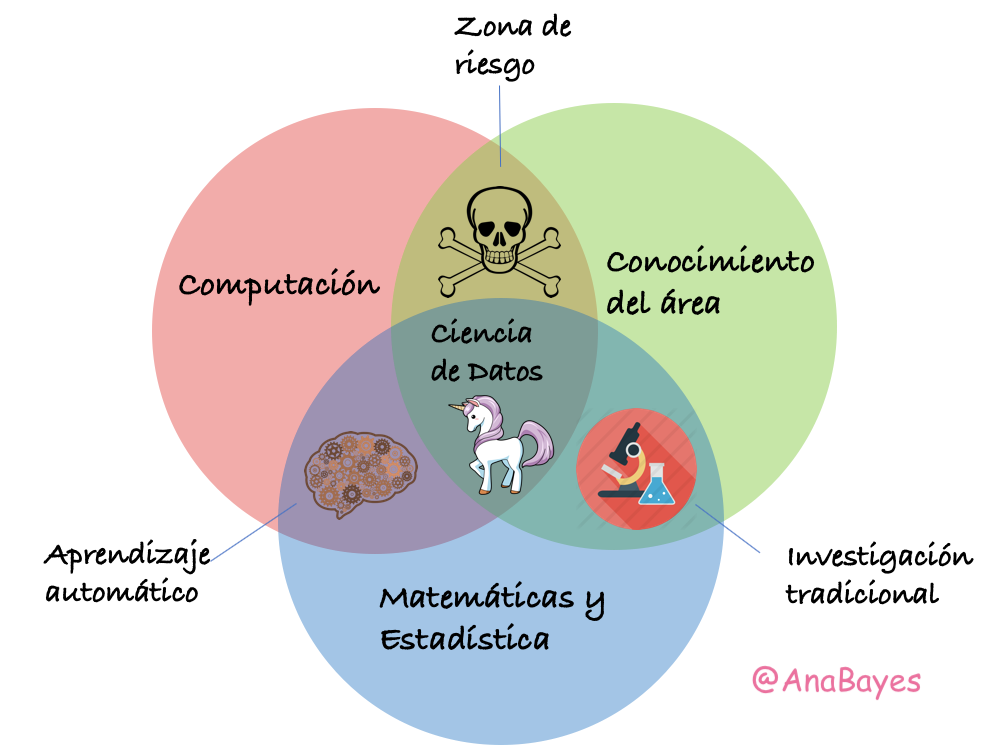 Zona de
riesgo
Computación
Conocimiento
del área
Ciencia
de Datos
Aprendizaje
automático
Investigación
tradicional
Matemáticas y
Estadística
@AnaBayes